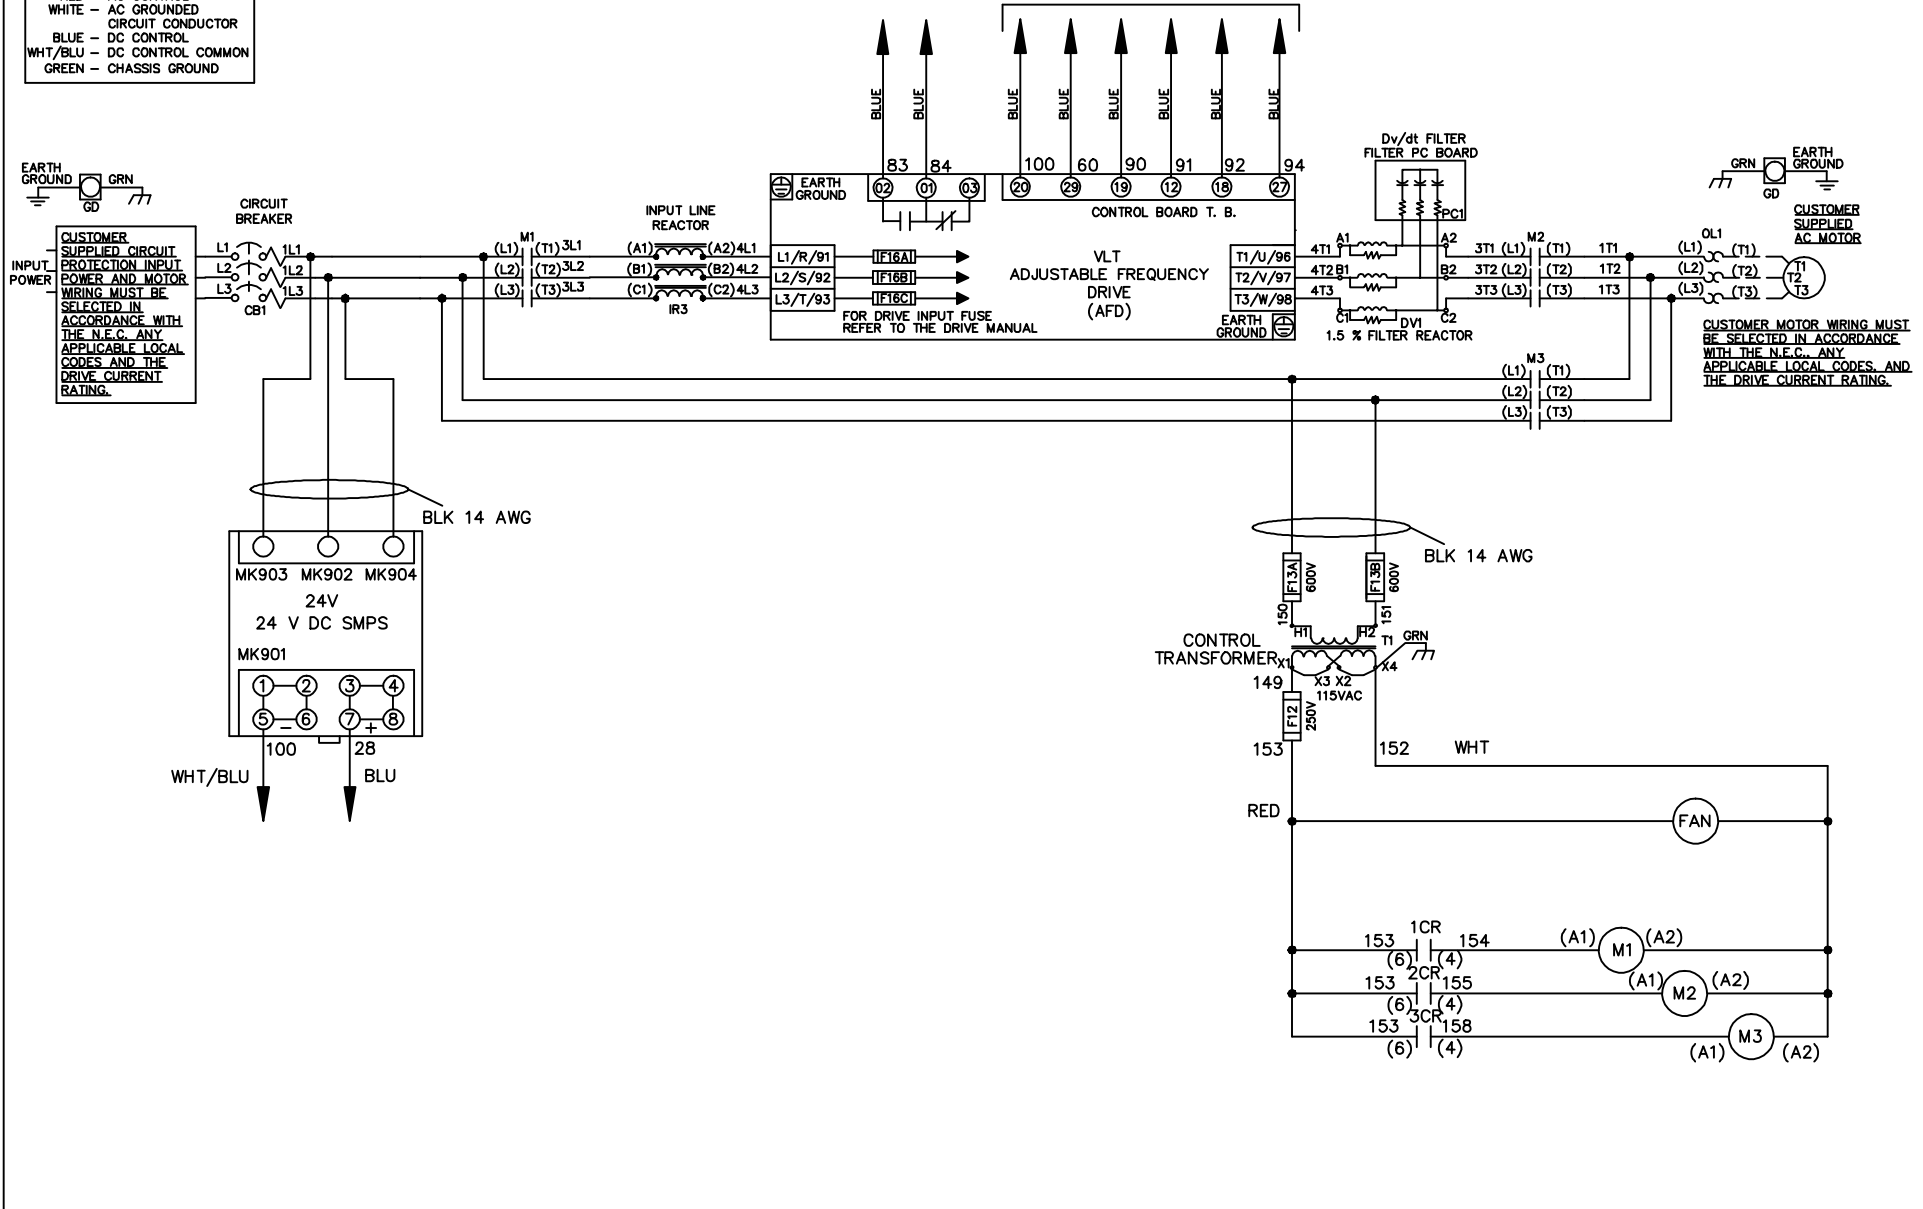 WHITE – AC GROUNDED
CIRCUIT CONDUCTOR
BLUE – DC CONTROL
WHT/BLU – DC CONTROL COMMON
GREEN – CHASSIS GROUND
BLUE BLUE BLUE BLUE BLUE BLUE BLUE BLUE
83 84 100 60 90 91 92 94
02 01 03 20 29 19 12 18 27
EARTH
GROUND
CONTROL BOARD T. B.
EARTH
GROUND
GRN
GD
CIRCUIT
BREAKER
INPUT
POWER
CUSTOMER
SUPPLIED CIRCUIT
PROTECTION INPUT
POWER AND MOTOR
WIRING MUST BE
SELECTED IN
ACCORDANCE WITH
THE N.E.C. ANY
APPLICABLE LOCAL
CODES AND THE
DRIVE CURRENT
RATING.
L1 1L1
L2 1L2
L3 1L3
CB1
M1
(L1) (T1) 3L1
(L2) (T2) 3L2
(L3) (T3) 3L3
INPUT LINE
REACTOR
(A1) (A2) 4L1
(B1) (B2) 4L2
(C1) (C2) 4L3
IR3
L1/R/91 F16A
L2/S/92 F16B
L3/T/93 F16C
FOR DRIVE INPUT FUSE
REFER TO THE DRIVE MANUAL
VLT
ADJUSTABLE FREQUENCY
DRIVE
(AFD)
T1/U/96
T2/V/97
T3/W/98
EARTH
GROUND
Dv/dt FILTER
FILTER PC BOARD
PC1
4T1 A1 A2
4T2 B1 B2
4T3 C1 C2
DV1
1.5 % FILTER REACTOR
M2
3T1 (L1) (T1) 1T1
3T2 (L2) (T2) 1T2
3T3 (L3) (T3) 1T3
OL1
(L1) (T1)
(L2) (T2)
(L3) (T3)
GRN
GD
EARTH
GROUND
CUSTOMER
SUPPLIED
AC MOTOR
T1
T2
T3
CUSTOMER MOTOR WIRING MUST
BE SELECTED IN ACCORDANCE
WITH THE N.E.C., ANY
APPLICABLE LOCAL CODES, AND
THE DRIVE CURRENT RATING.
M3
(L1) (T1)
(L2) (T2)
(L3) (T3)
BLK 14 AWG
MK903 MK902 MK904
24V
24 V DC SMPS
MK901
1 2 3 4
5 – 6 7 + 8
100 28
WHT/BLU BLU
BLK 14 AWG
F13A 600V F13B 600V
150 151
H1 H2 T1 GRN
CONTROL
TRANSFORMER
X1 X3 X2 X4
115VAC
149
F12 250V
153 152 WHT
RED
FAN
1CR
153 154 (A1) M1 (A2)
(6) (4)
2CR
153 155 (A1) M2 (A2)
(6) (4)
3CR
153 158 M3
(6) (4) (A1) (A2)